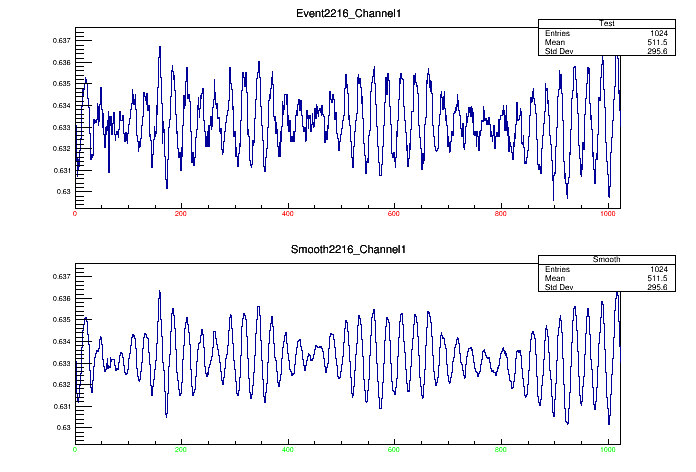 Event2216_Channel1
Test
Entries 1024
Mean 511.5
Std Dev 295.6
0.637
0.636
0.635
0.634
0.633
0.632
0.631
0.63
0 200 400 600 800 1000
Smooth2216_Channel1
Smooth
Entries 1024
Mean 511.5
Std Dev 295.6
0.637
0.636
0.635
0.634
0.633
0.632
0.631
0.63
0 200 400 600 800 1000